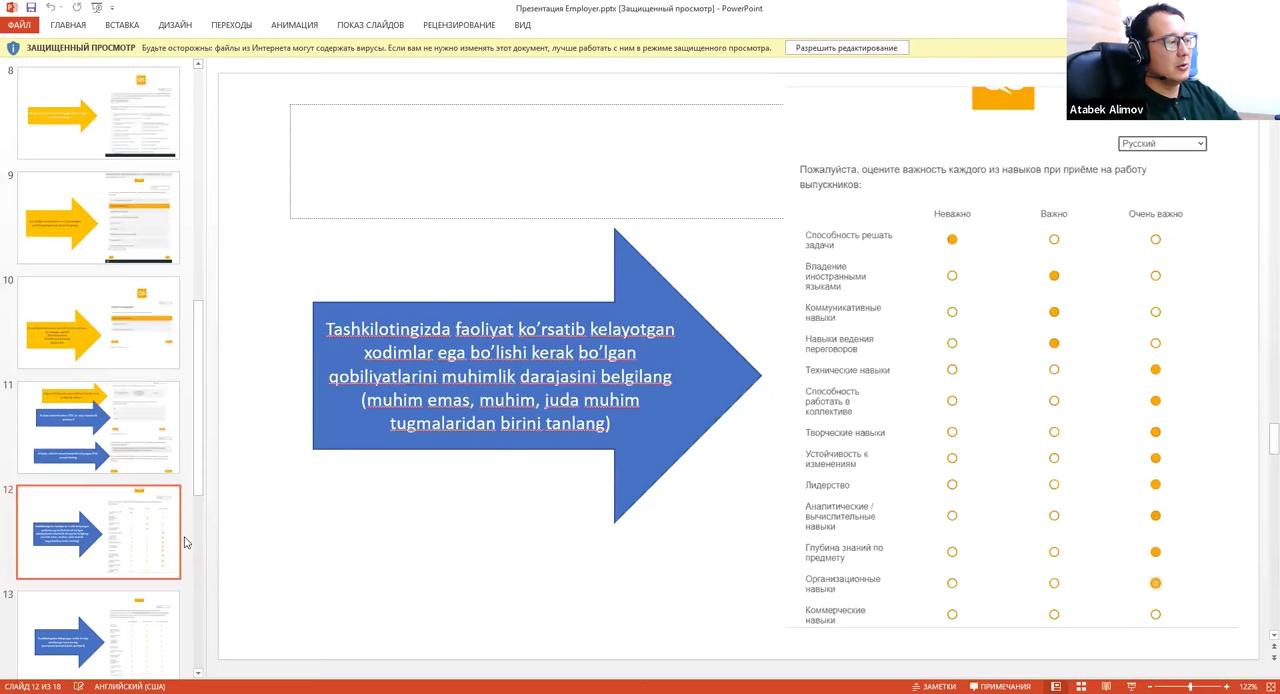 Презентация Employer.pptx [Защищенный просмотр] - PowerPoint
ФАЙЛ ГЛАВНАЯ ВСТАВКА ДИЗАЙН ПЕРЕХОДЫ АНИМАЦИЯ ПОКАЗ СЛАЙДОВ РЕЦЕНЗИРОВАНИЕ ВИД
ЗАЩИЩЕННЫЙ ПРОСМОТР Будьте осторожны: файлы из Интернета могут содержать вирусы. Если вам не нужно изменять этот документ, лучше работать с ним в режиме защищенного просмотра. Разрешить редактирование
Atabek Alimov
8
9
10
11
12
13
Tashkilotingizda faoliyat ko’rsatib kelayotgan
xodimlar ega bo’lishi kerak bo’lgan
qobiliyatlarini muhimlik darajasini belgilang
(muhim emas, muhim, juda muhim
tugmalaridan birini tanlang)
Русский
Пожалуйста, оцените важность каждого из навыков при приёме на работу
выпускников:
Неважно Важно Очень важно
Способность решать
задачи
Владение
иностранными
языками
Коммуникативные
навыки
Навыки ведения
переговоров
Технические навыки
Способность
работать в
коллективе
Творческие навыки
Устойчивость к
изменениям
Лидерство
Аналитические /
вычислительные
навыки
Глубина знаний по
предмету
Организационные
навыки
Коммерческие
навыки
СЛАЙД 12 ИЗ 18 АНГЛИЙСКИЙ (США) ЗАМЕТКИ ПРИМЕЧАНИЯ 122%